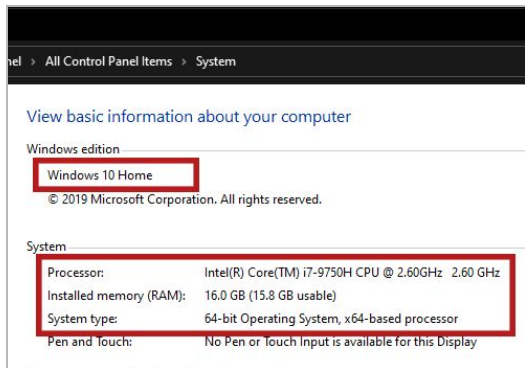 All Control Panel Items > System
View basic information about your computer
Windows edition
Windows 10 Home
© 2019 Microsoft Corporation. All rights reserved.
System
Processor: Intel(R) Core(TM) i7-9750H CPU @ 2.60GHz 2.60 GHz
Installed memory (RAM): 16.0 GB (15.8 GB usable)
System type: 64-bit Operating System, x64-based processor
Pen and Touch: No Pen or Touch Input is available for this Display